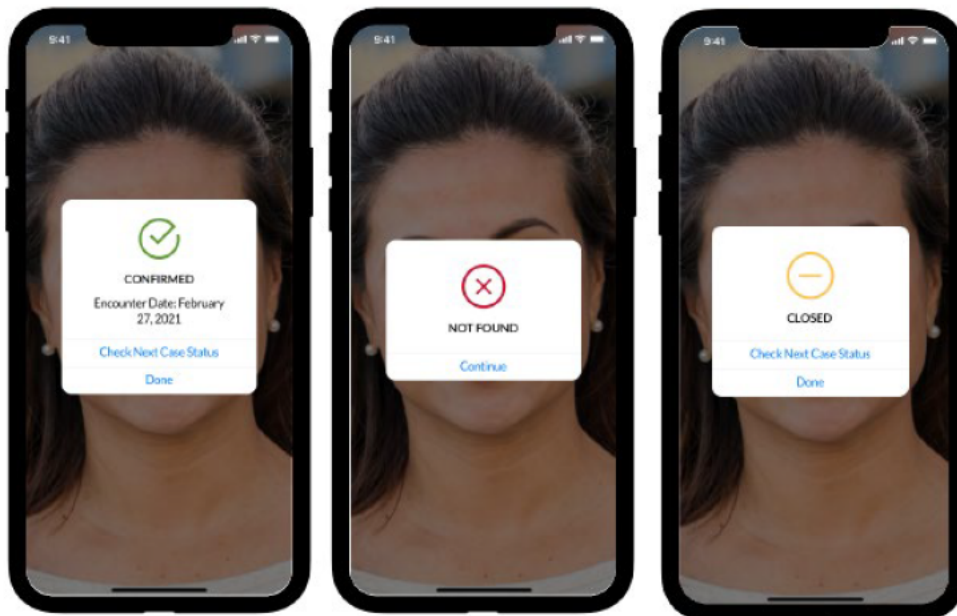 9:41
CONFIRMED
Encounter Date: February
27, 2021
Check Next Case Status
Done
9:41
NOT FOUND
Continue
9:41
CLOSED
Check Next Case Status
Done